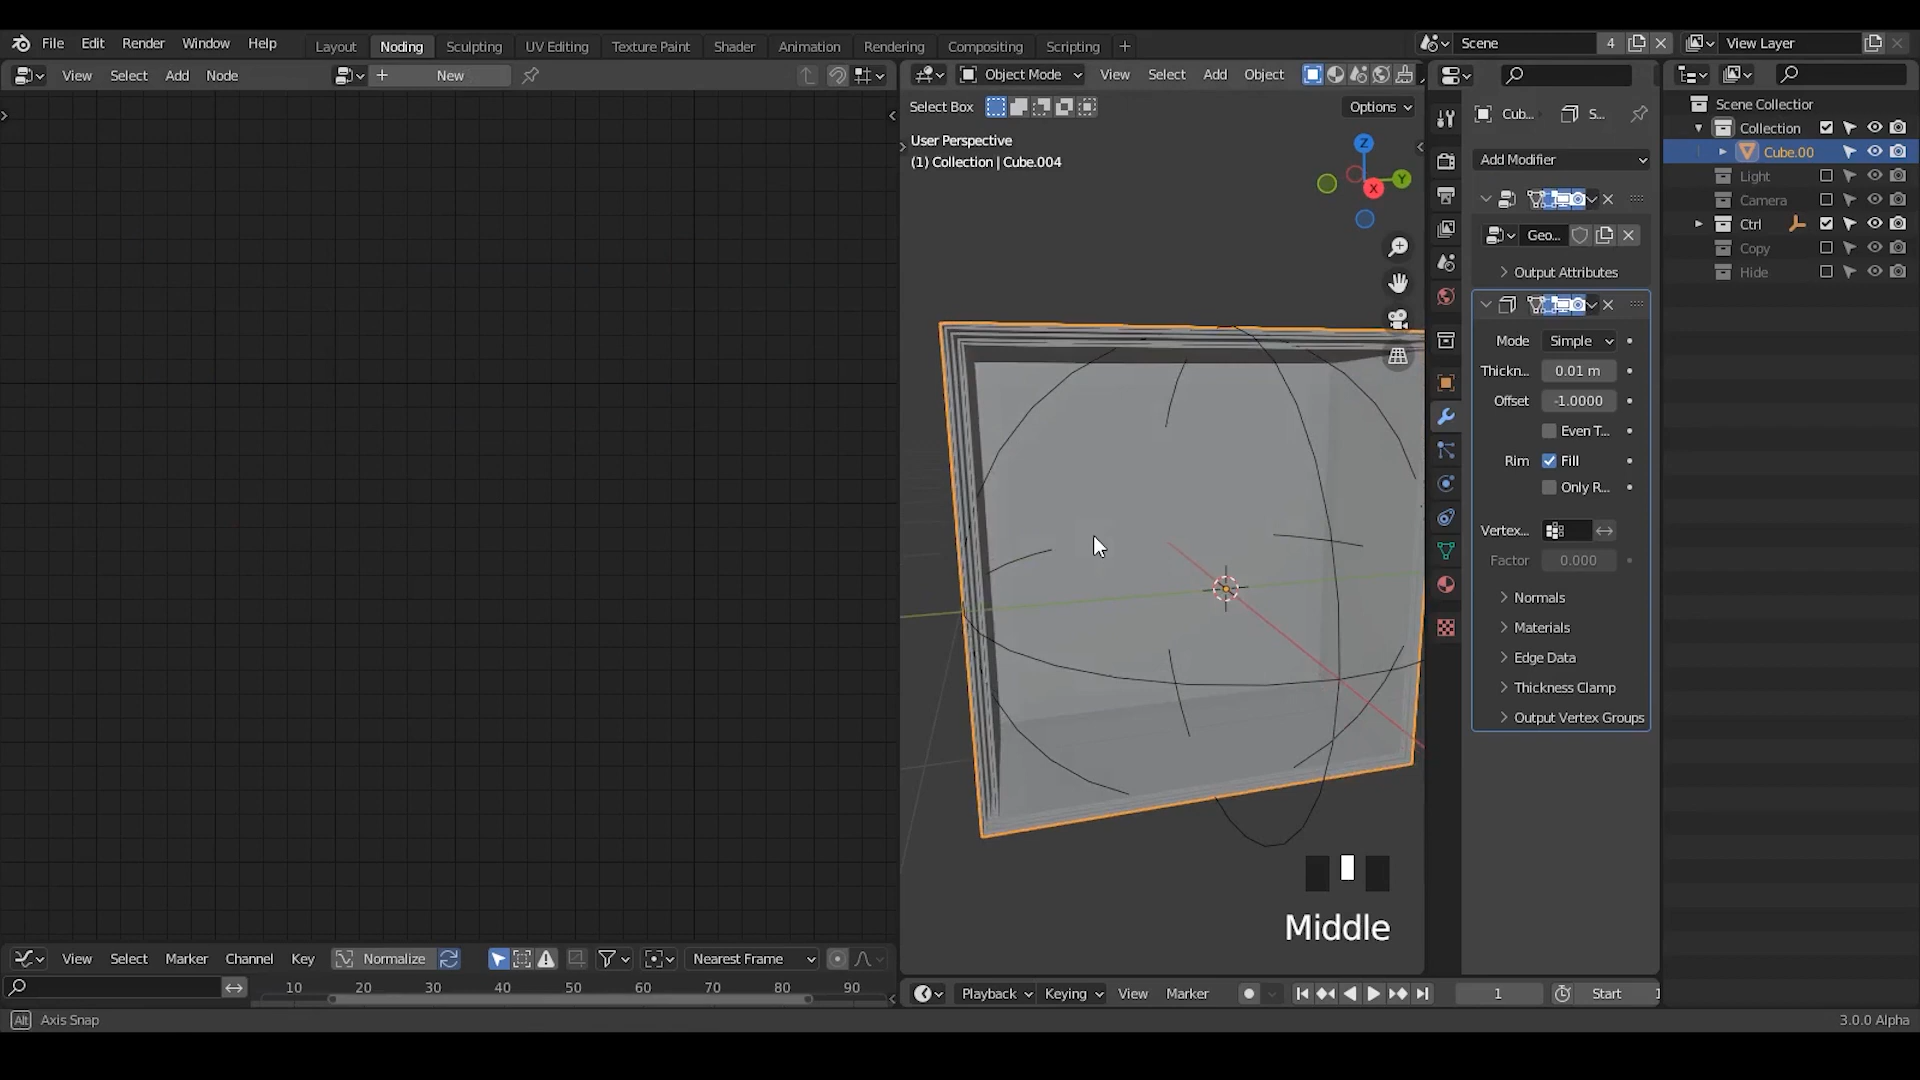 File Edit Render Window Help Layout Noding Sculpting UV Editing Texture Paint Shader Animation Rendering Compositing Scripting Scene 4 View Layer
View Select Add Node New Object Mode View Select Add Object
Select Box Options
User Perspective
(1) Collection | Cube.004
Z
Y
X
Cub... S...
Add Modifier
Geo...
Output Attributes
Mode Simple
Thickn... 0.01 m
Offset -1.0000
Even T...
Rim Fill
Only R...
Vertex...
Factor 0.000
Normals
Materials
Edge Data
Thickness Clamp
Output Vertex Groups
Scene Collection
Collection
Cube.00
Light
Camera
Ctrl
Copy
Hide
Middle
View Select Marker Channel Key Normalize Nearest Frame
10 20 30 40 50 60 70 80 90
Playback Keying View Marker 1 Start 1
Alt Axis Snap 3.0.0 Alpha